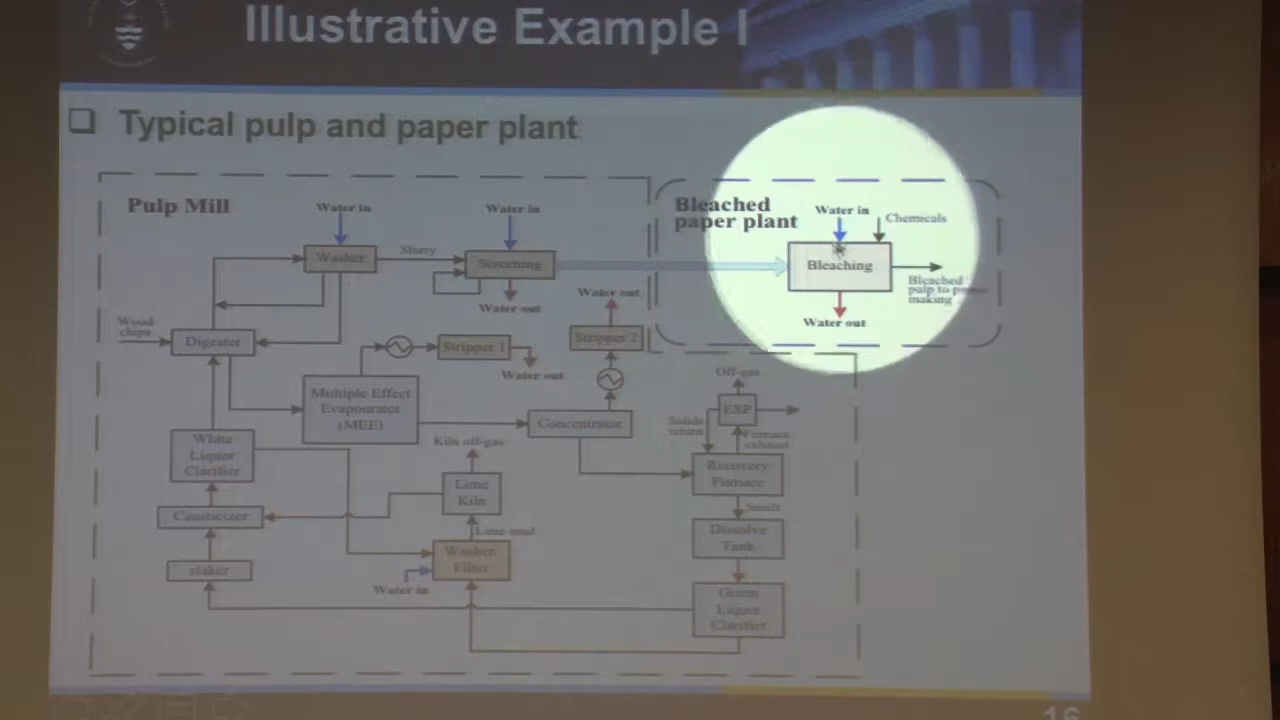 Illustrative Example I
Typical pulp and paper plant
Pulp Mill
Water in
Water in
Bleached
paper plant
Water in
Chemicals
Washer
Slurry
Screening
Bleaching
Bleached
pulp to
making
Water out
Water out
Water out
Wood
chips
Digester
Stripper 1
Stripper 2
Water out
Multiple Effect
Evapourator
(MEE)
Concentrator
Off-gas
ESP
Solids
return
Furnace
exhaust
White
Liquor
Clarifier
Kiln off-gas
Lime
Kiln
Recovery
Furnace
Smelt
Causticizer
Lime mud
Dissolve
Tank
slaker
Washer/
Filter
Water in
Green
Liquor
Clarifier
16